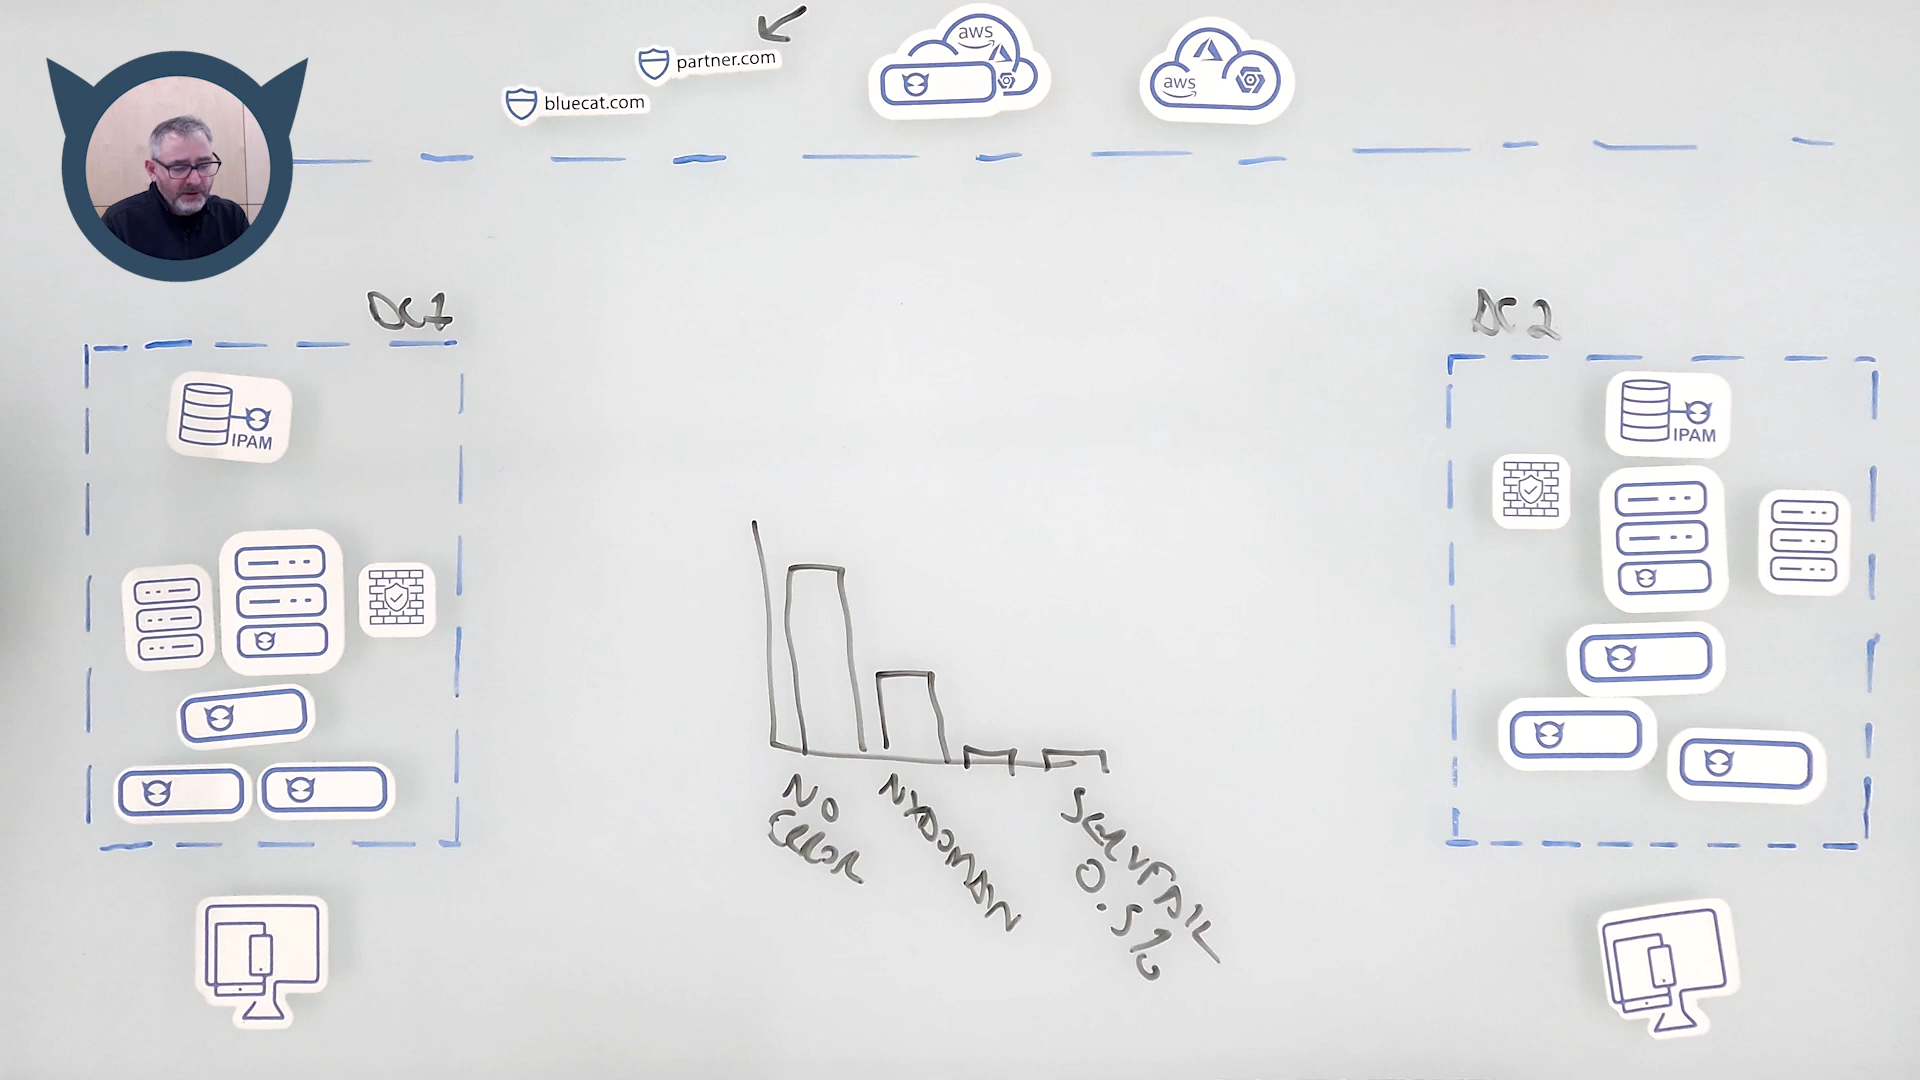 partner.com
bluecat.com
aws
aws
DC1
DC2
IPAM
IPAM
NO
ERROR
NXDOMAIN
SERVFAIL
0.5%